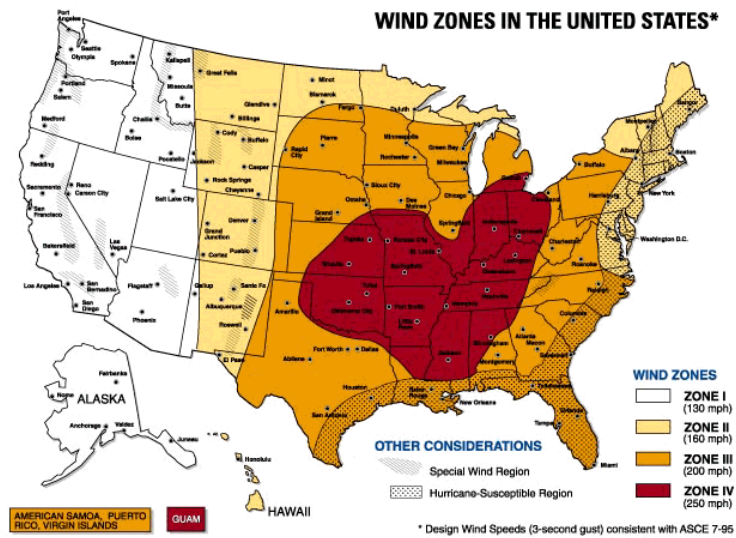 WIND ZONES IN THE UNITED STATES*
Port
Angeles
Seattle
Olympia
Spokane
Portland
Salem
Medford
Kalispell
Missoula
Butte
Great Falls
Glendive
Billings
Minot
Bismarck
Fargo
Duluth
Challis
Boise
Pocatello
Jackson
Cody
Buffalo
Casper
Rock Springs
Cheyenne
Rapid
City
Pierre
Minneapolis
Rochester
Green Bay
Milwaukee
Sioux City
Omaha
Des
Moines
Chicago
Grand
Island
Springfield
Redding
Sacramento
San
Francisco
Reno
Carson City
Salt Lake City
Grand
Junction
Denver
Pueblo
Cortez
Bakersfield
Las
Vegas
Los Angeles
San
Bernardino
San
Diego
Flagstaff
Phoenix
Gallup
Santa Fe
Albuquerque
Roswell
El Paso
Amarillo
Abilene
Fort Worth
Dallas
Houston
San Antonio
Topeka
Kansas City
St. Louis
Wichita
Tulsa
Oklahoma City
Fort Smith
Little
Rock
Memphis
Nashville
Jackson
Birmingham
Montgomery
Atlanta
Macon
Savannah
Columbia
Raleigh
Roanoke
Charleston
Lexington
Cincinnati
Indianapolis
Cleveland
Detroit
Buffalo
Harrisburg
Albany
Montpelier
Boston
New York
Washington D.C.
Baton
Rouge
New Orleans
Tallahassee
Orlando
Tampa
Miami
ALASKA
Fairbanks
Nome
Anchorage
Valdez
Juneau
Honolulu
HAWAII
WIND ZONES
ZONE I
(130 mph)
ZONE II
(160 mph)
ZONE III
(200 mph)
ZONE IV
(250 mph)
OTHER CONSIDERATIONS
Special Wind Region
Hurricane-Susceptible Region
AMERICAN SAMOA, PUERTO
RICO, VIRGIN ISLANDS
GUAM
* Design Wind Speeds (3-second gust) consistent with ASCE 7-95